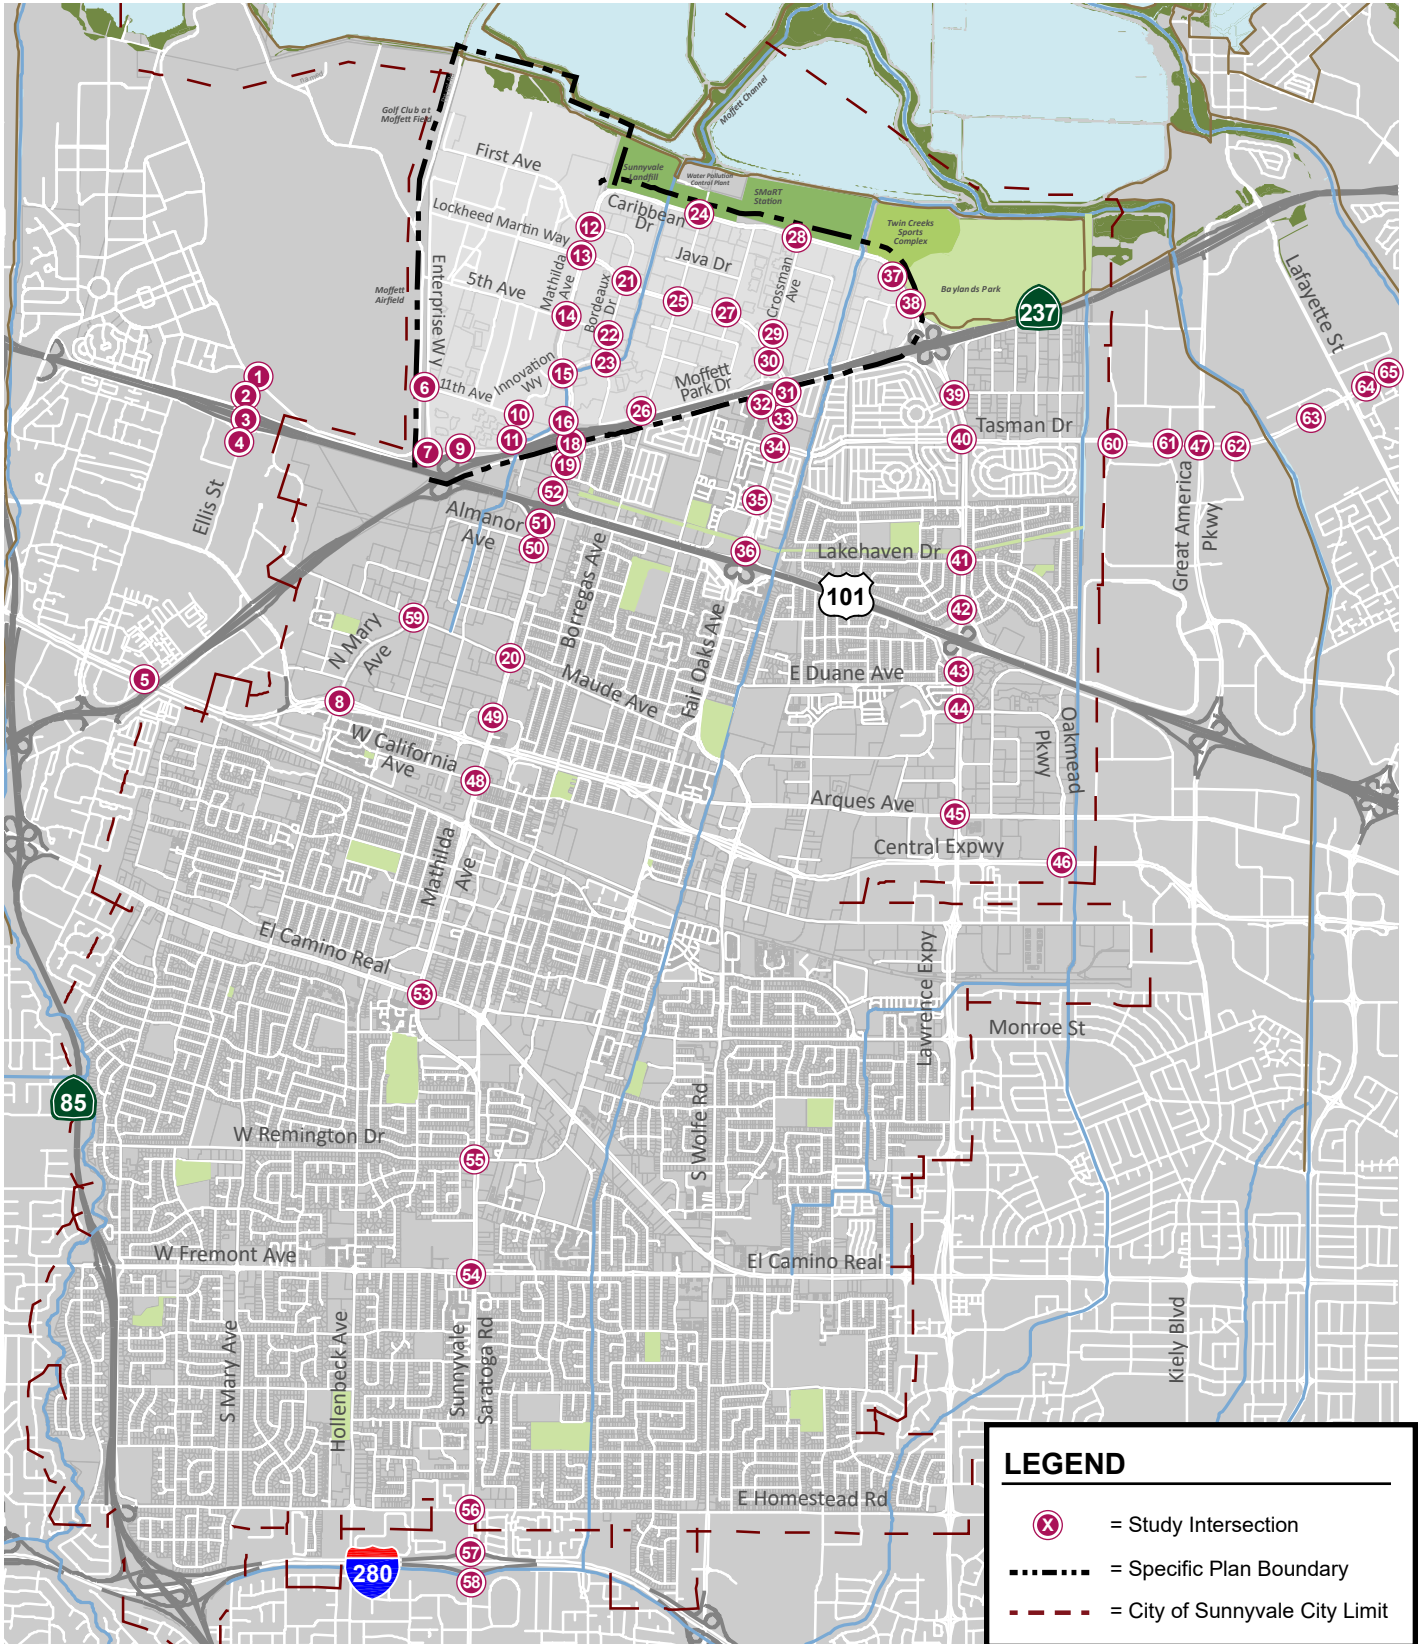 Golf Club at
Moffett Field
Moffett Channel
First Ave
Sunnyvale
Landfill
Water Pollution
Control Plant
SMaRT
Station
Lockheed Martin Way
Caribbean
Dr
24
12
28
Twin Creeks
Sports
Complex
13
Java Dr
Enterprise W y
5th Ave
Mathilda
Ave
Bordeaux
Dr
21
Crossman
Ave
37
Moffett
Airfield
25
27
38
Baylands Park
237
Lafayette St
14
22
29
30
23
1
2
3
4
6
11th Ave
Innovation
Wy
15
Moffett
Park Dr
31
32
33
39
65
64
10
16
26
63
Tasman Dr
7
9
11
18
34
40
60
61
47
62
19
Ellis St
52
35
Almanor
Ave
51
50
36
Lakehaven Dr
41
Great America
Pkwy
Borregas Ave
101
42
59
N Mary
Ave
20
Maude Ave
Fair Oaks Ave
E Duane Ave
43
5
8
49
44
Oakmead
Pkwy
W California
Ave
48
Arques Ave
45
Central Expwy
46
Mathilda
Ave
El Camino Real
53
Lawrence Expy
Monroe St
85
S Wolfe Rd
W Remington Dr
55
W Fremont Ave
54
El Camino Real
S Mary Ave
Hollenbeck Ave
Sunnyvale
Saratoga Rd
Kiely Blvd
E Homestead Rd
56
57
58
280
LEGEND
X = Study Intersection
= Specific Plan Boundary
= City of Sunnyvale City Limit